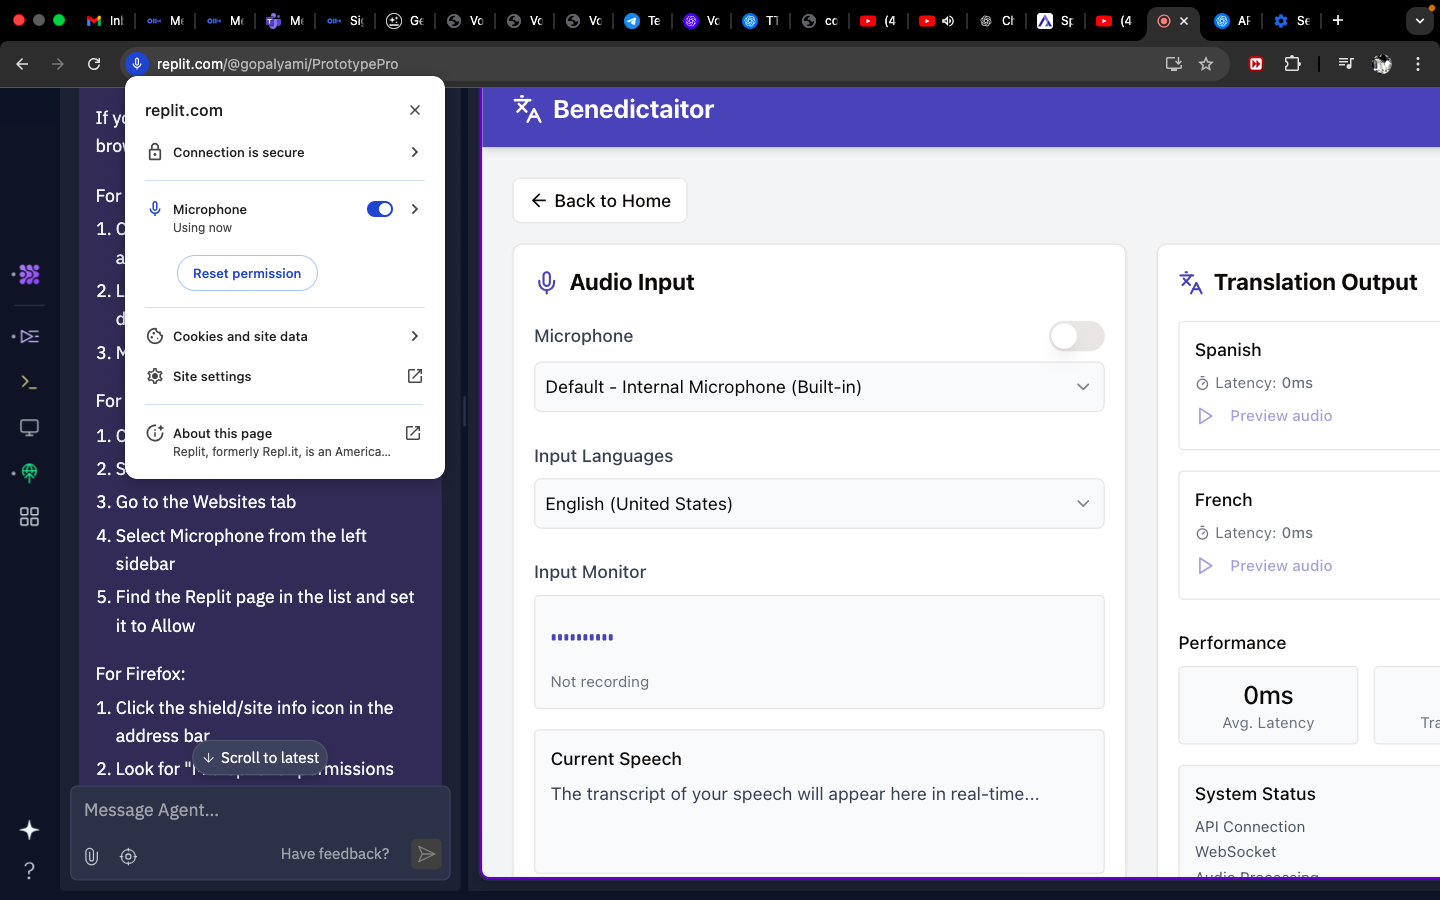 Inl
Me
Me
Me
Sig
Ge
Vo
Vo
Vo
Te
Vo
TT
co
(4
Ch
Sp
(4
AF
Se
replit.com/@gopalyami/PrototypePro
replit.com
Connection is secure
Microphone
Using now
Reset permission
Cookies and site data
Site settings
About this page
Replit, formerly Repl.it, is an America...
If yo
brow
For
1. C
a
2. L
d
3. M
For
1. C
2. S
3. Go to the Websites tab
4. Select Microphone from the left
sidebar
5. Find the Replit page in the list and set
it to Allow
For Firefox:
1. Click the shield/site info icon in the
address bar
2. Look for "
permissions
Scroll to latest
Message Agent...
Have feedback?
Benedictaitor
Back to Home
Audio Input
Microphone
Default - Internal Microphone (Built-in)
Input Languages
English (United States)
Input Monitor
Not recording
Current Speech
The transcript of your speech will appear here in real-time...
Translation Output
Spanish
Latency: 0ms
Preview audio
French
Latency: 0ms
Preview audio
Performance
0ms
Avg. Latency
Tra
System Status
API Connection
WebSocket
Audio Processing